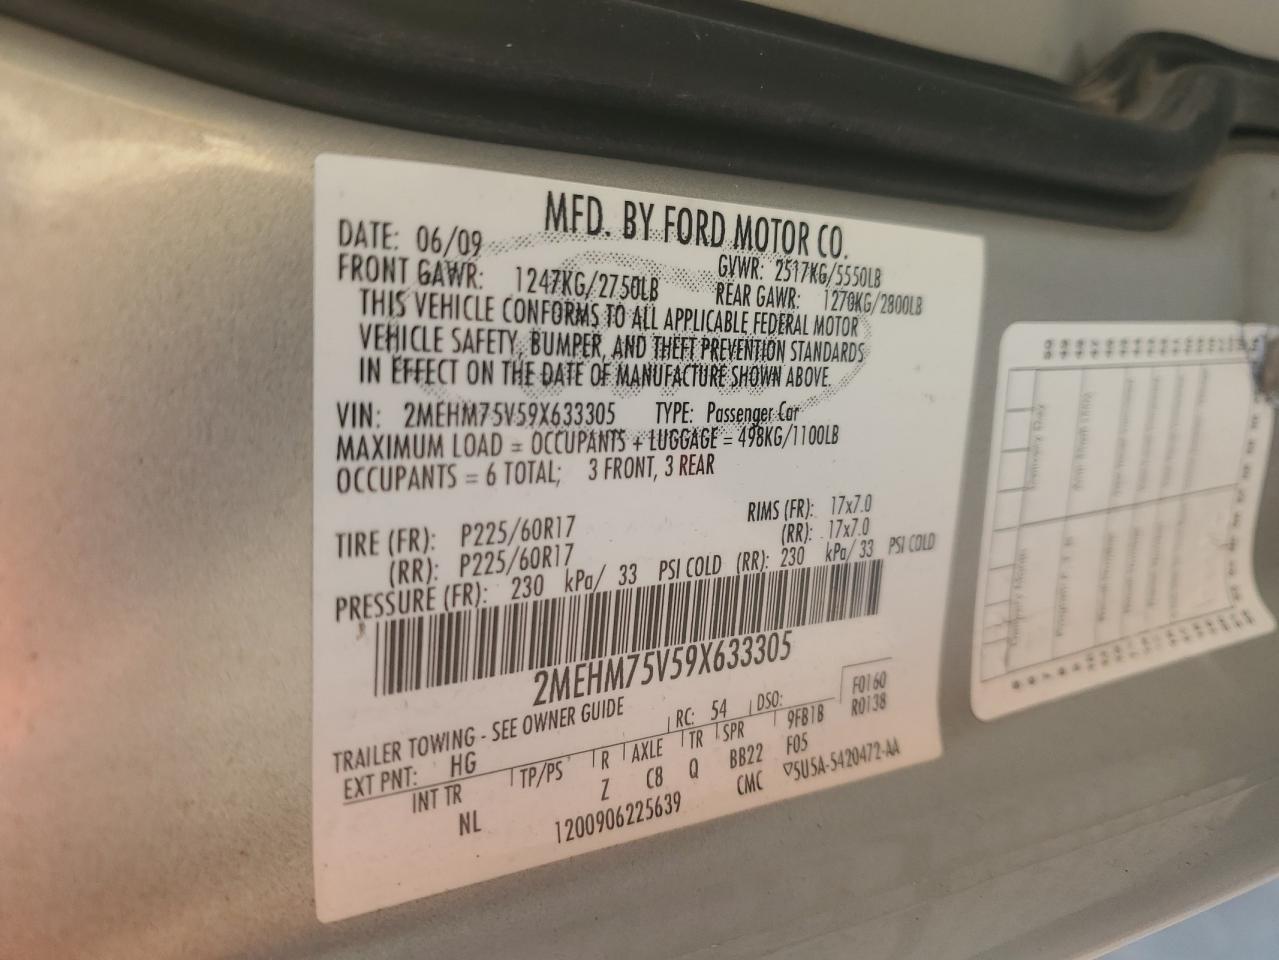 MFD. BY FORD MOTOR CO.
DATE: 06/09 GVWR: 2517KG/5550LB
FRONT GAWR: 1247KG/2750LB REAR GAWR: 1270KG/2800LB
THIS VEHICLE CONFORMS TO ALL APPLICABLE FEDERAL MOTOR
VEHICLE SAFETY, BUMPER, AND THEFT PREVENTION STANDARDS
IN EFFECT ON THE DATE OF MANUFACTURE SHOWN ABOVE.
VIN: 2MEHM75V59X633305 TYPE: Passenger Car
MAXIMUM LOAD = OCCUPANTS + LUGGAGE = 498KG/1100LB
OCCUPANTS = 6 TOTAL; 3 FRONT, 3 REAR
TIRE (FR): P225/60R17 RIMS (FR): 17x7.0
(RR): P225/60R17 (RR): 17x7.0
PRESSURE (FR): 230 kPa/ 33 PSI COLD (RR): 230 kPa/ 33 PSI COLD
2MEHM75V59X633305
TRAILER TOWING - SEE OWNER GUIDE F0160
EXT PNT: HG RC: 54 DSO: R0138
INT TR TP/PS R AXLE TR SPR 9FB1B
NL Z C8 Q BB22 F05
1200906225639 CMC ▽5U5A-5420472-AA